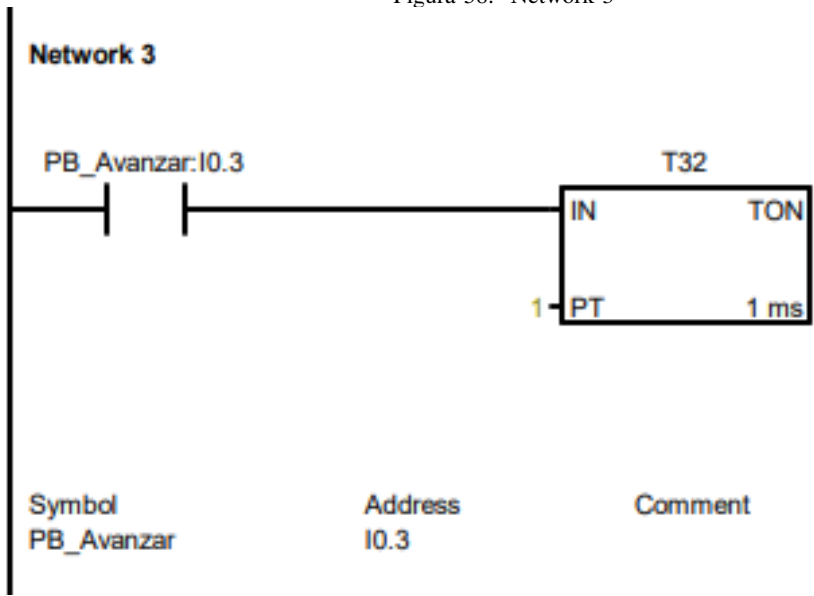 Figura 38. Network 3
Network 3
PB_Avanzar:I0.3
T32
IN TON
1 PT 1 ms
Symbol Address Comment
PB_Avanzar I0.3